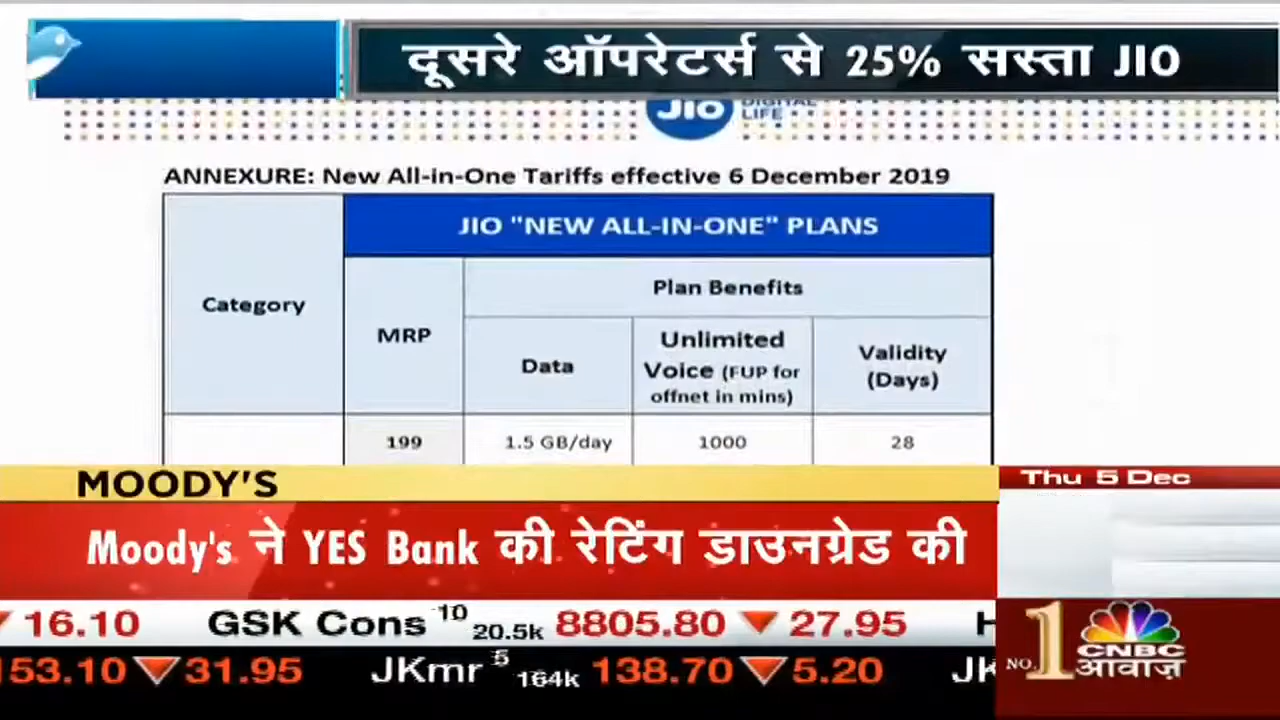 दूसरे ऑपरेटर्स से 25% सस्ता JIO
Jio DIGITAL LIFE
ANNEXURE: New All-in-One Tariffs effective 6 December 2019
JIO "NEW ALL-IN-ONE" PLANS
Category
MRP
Plan Benefits
Data
Unlimited
Voice (FUP for
offnet in mins)
Validity
(Days)
199 1.5 GB/day 1000 28
MOODY'S
Thu 5 Dec
Moody's ने YES Bank की रेटिंग डाउनग्रेड की
16.10 GSK Cons 10 20.5k 8805.80 27.95 H
53.10 31.95 JKmr 5 164k 138.70 5.20 JK
NO. 1 CNBC
आवाज़